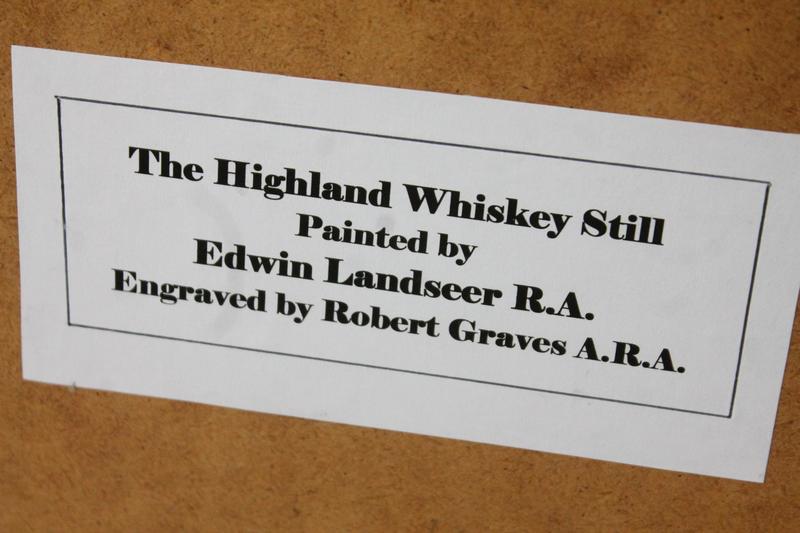 The Highland Whiskey Still
Painted by
Edwin Landseer R.A.
Engraved by Robert Graves A.R.A.